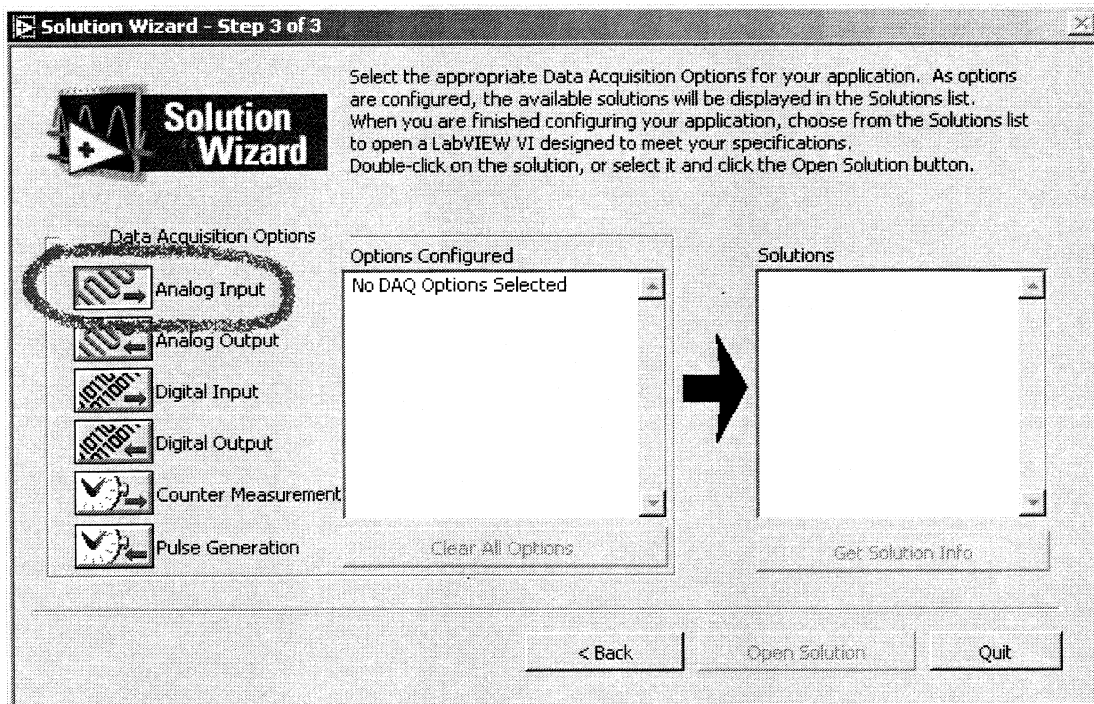 Solution Wizard - Step 3 of 3
Solution
Wizard
Select the appropriate Data Acquisition Options for your application. As options
are configured, the available solutions will be displayed in the Solutions list.
When you are finished configuring your application, choose from the Solutions list
to open a LabVIEW VI designed to meet your specifications.
Double-click on the solution, or select it and click the Open Solution button.
Data Acquisition Options
Analog Input
Analog Output
Digital Input
Digital Output
Counter Measurement
Pulse Generation
Options Configured
No DAQ Options Selected
Clear All Options
Solutions
Get Solution Info
< Back
Open Solution
Quit